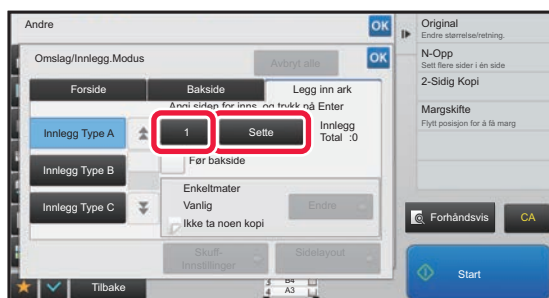 Andre
OK
Omslag/Innlegg.Modus
Avbryt alle
OK
Forside
Bakside
Legg inn ark
Angi siden for inns. og trykk på Enter
Innlegg Type A
1
Sette
Innlegg
Total :0
Før bakside
Innlegg Type B
Enkeltmater
Vanlig
Endre
Innlegg Type C
Ikke ta noen kopi
Skuff-
Innstillinger
Sidelayout
Tilbake
3 B4
4 A3
Original
Endre størrelse/retning.
N-Opp
Sett flere sider i én side
2-Sidig Kopi
Margskifte
Flytt posisjon for å få marg
Forhåndsvis
CA
Start